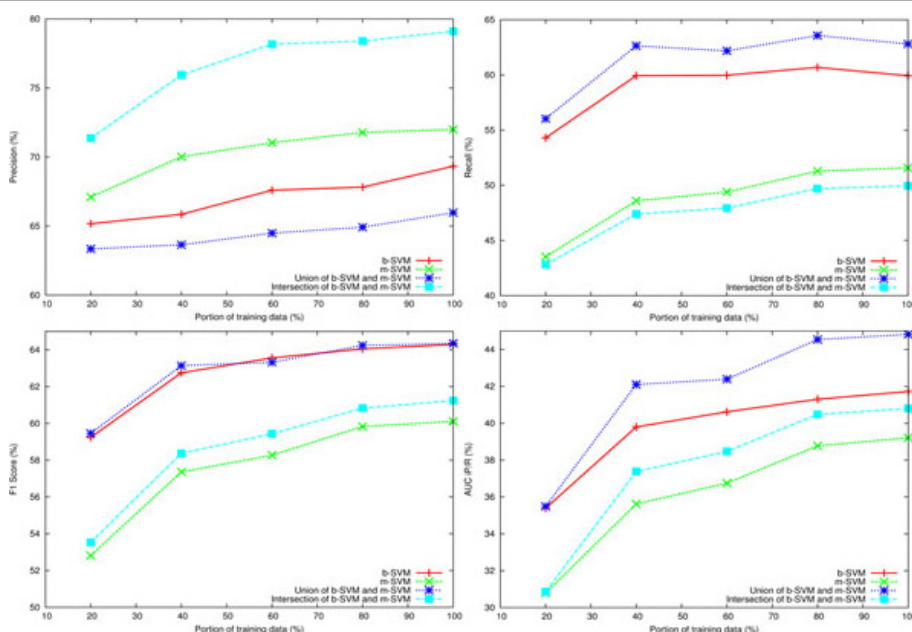 80
75
70
65
60
Precision (%)
b-SVM
m-SVM
Union of b-SVM and m-SVM
Intersection of b-SVM and m-SVM
10 20 30 40 50 60 70 80 90 100
Portion of training data (%)
65
60
55
50
45
40
Recall (%)
b-SVM
m-SVM
Union of b-SVM and m-SVM
Intersection of b-SVM and m-SVM
10 20 30 40 50 60 70 80 90 100
Portion of training data (%)
64
62
60
58
56
54
52
50
F1 Score (%)
b-SVM
m-SVM
Union of b-SVM and m-SVM
Intersection of b-SVM and m-SVM
10 20 30 40 50 60 70 80 90 100
Portion of training data (%)
44
42
40
38
36
34
32
30
AUC iP/R (%)
b-SVM
m-SVM
Union of b-SVM and m-SVM
Intersection of b-SVM and m-SVM
10 20 30 40 50 60 70 80 90 100
Portion of training data (%)